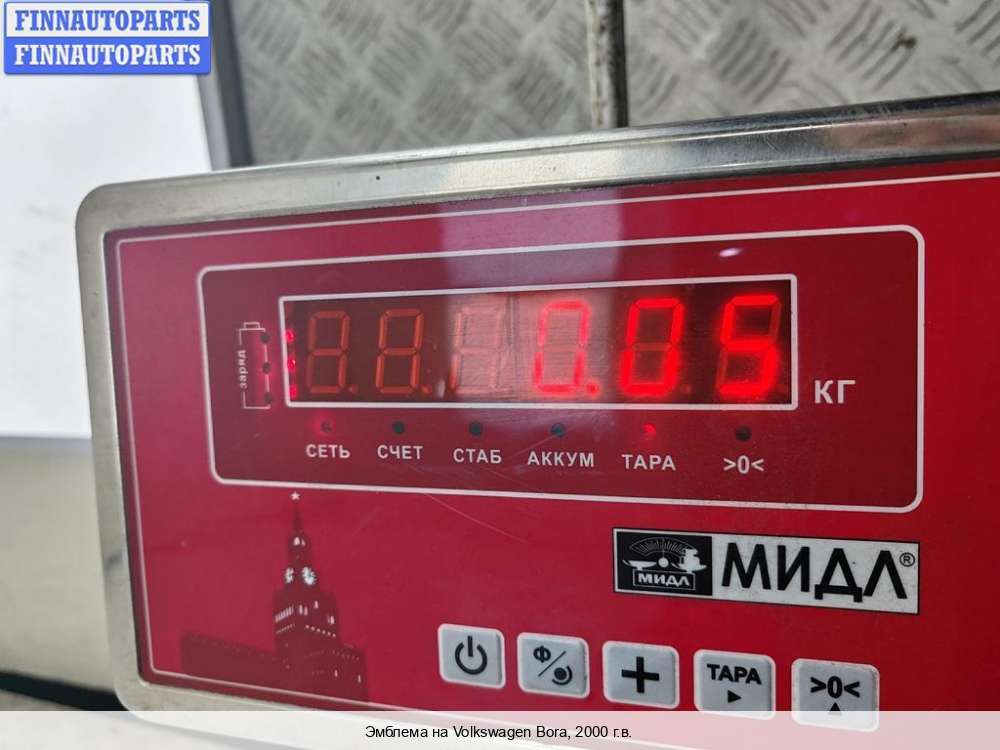 FINNAUTOPARTS
FINNAUTOPARTS
заряд
0.05
КГ
СЕТЬ СЧЕТ СТАБ АККУМ ТАРА >0<
МИДЛ МИДЛ®
Ф + ТАРА >0<
Эмблема на Volkswagen Bora, 2000 г.в.